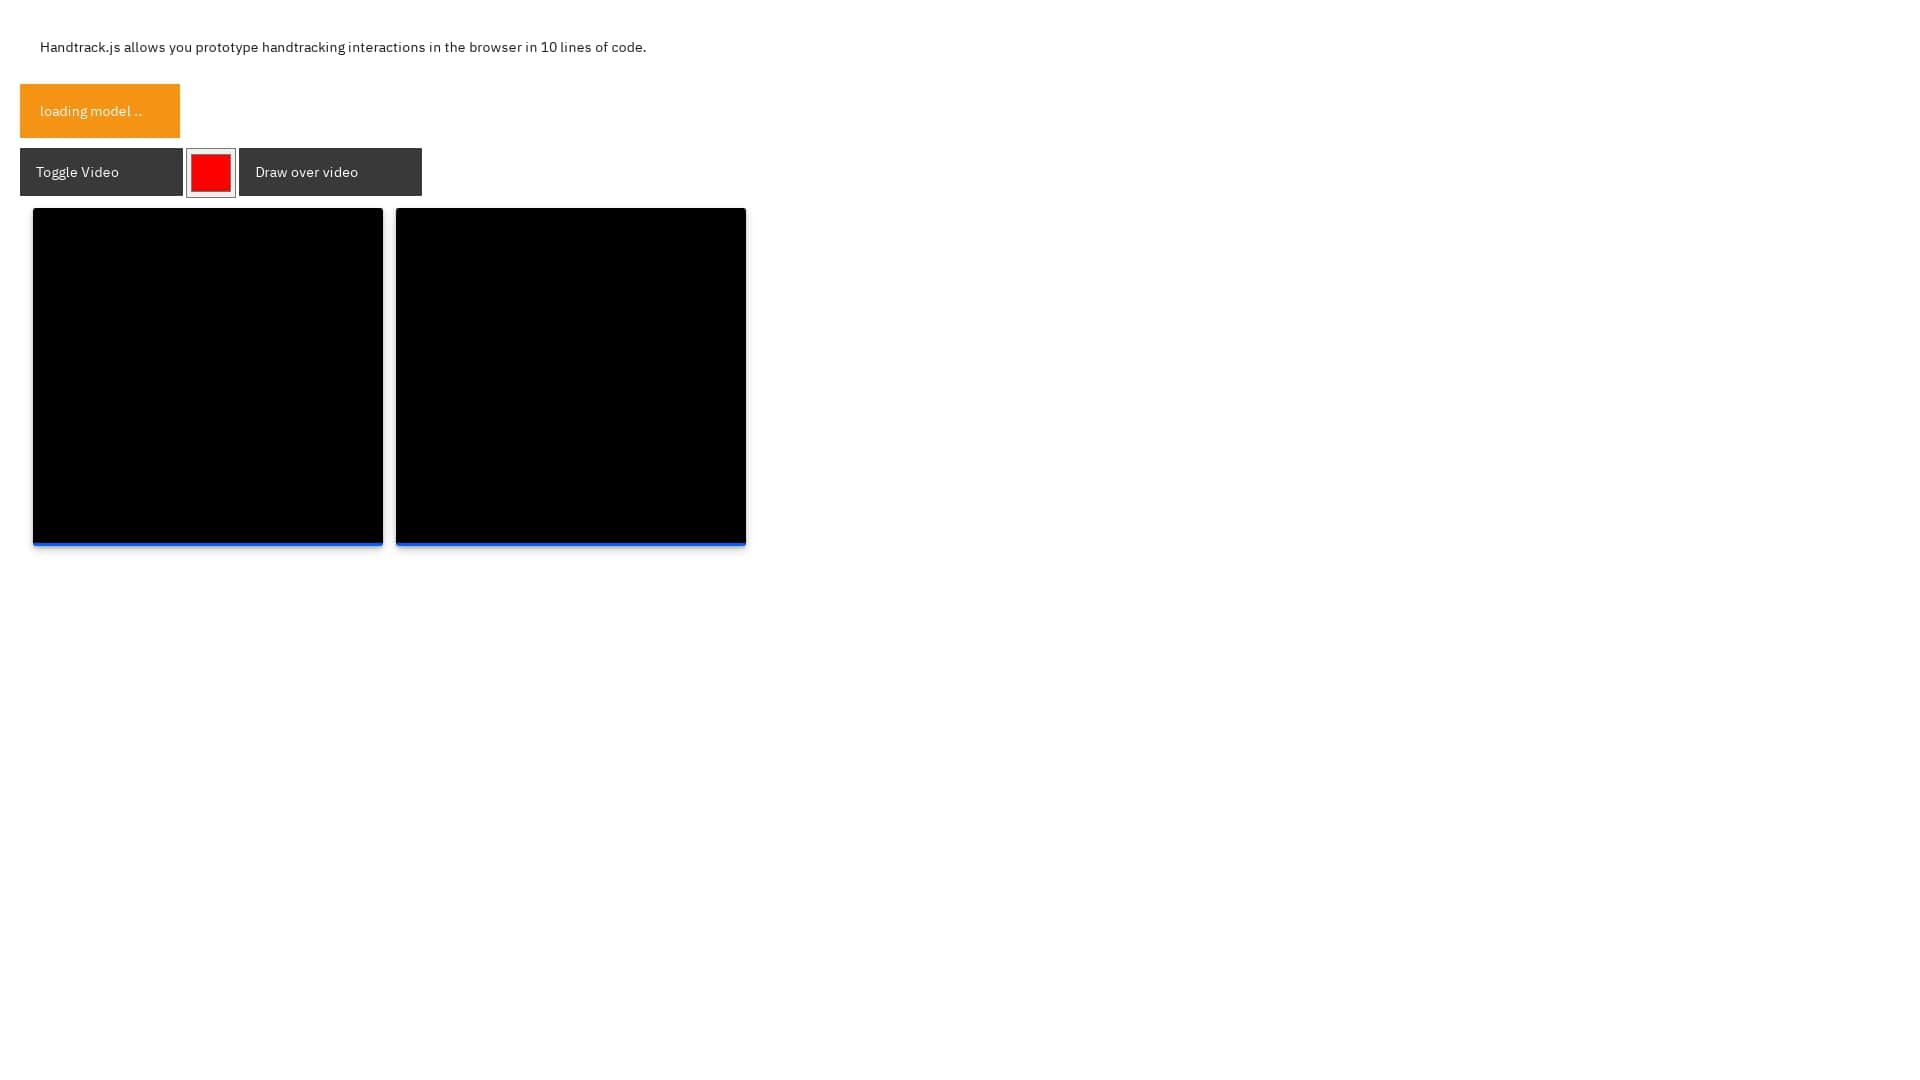 Handtrack.js allows you prototype handtracking interactions in the browser in 10 lines of code.
loading model ..
Toggle Video
Draw over video